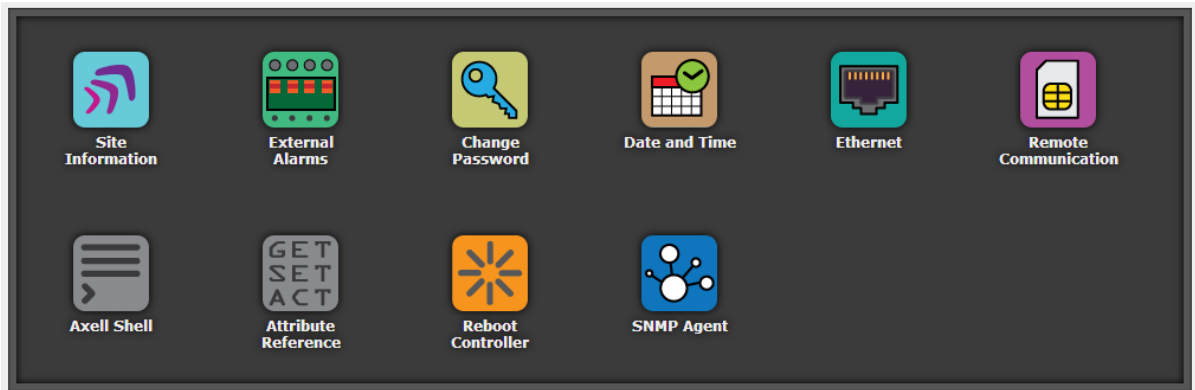 Site
Information
External
Alarms
Change
Password
Date and Time
Ethernet
Remote
Communication
GET
SET
ACT
Axell Shell
Attribute
Reference
Reboot
Controller
SNMP Agent